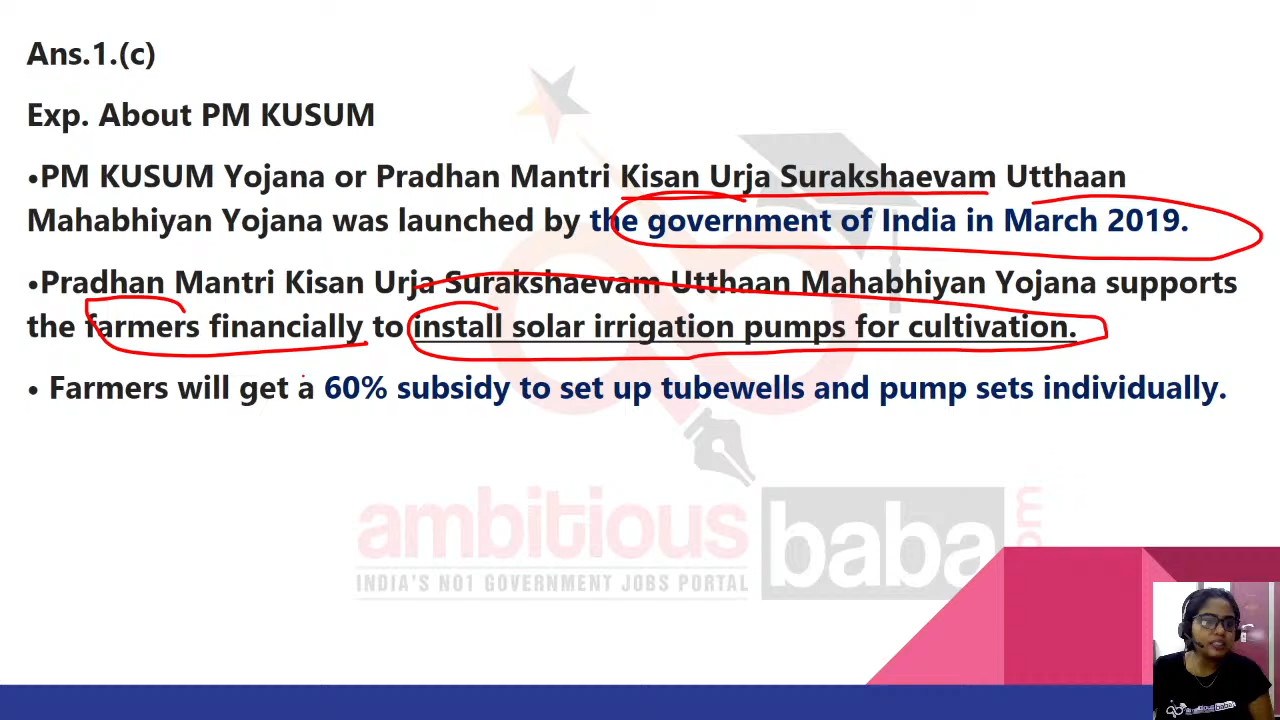 Ans.1.(c)
Exp. About PM KUSUM
•PM KUSUM Yojana or Pradhan Mantri Kisan Urja Surakshaevam Utthaan
Mahabhiyan Yojana was launched by the government of India in March 2019.
•Pradhan Mantri Kisan Urja Surakshaevam Utthaan Mahabhiyan Yojana supports
the farmers financially to install solar irrigation pumps for cultivation.
• Farmers will get a 60% subsidy to set up tubewells and pump sets individually.
ambitious baba
INDIA'S NO1 GOVERNMENT JOBS PORTAL
ambitious baba